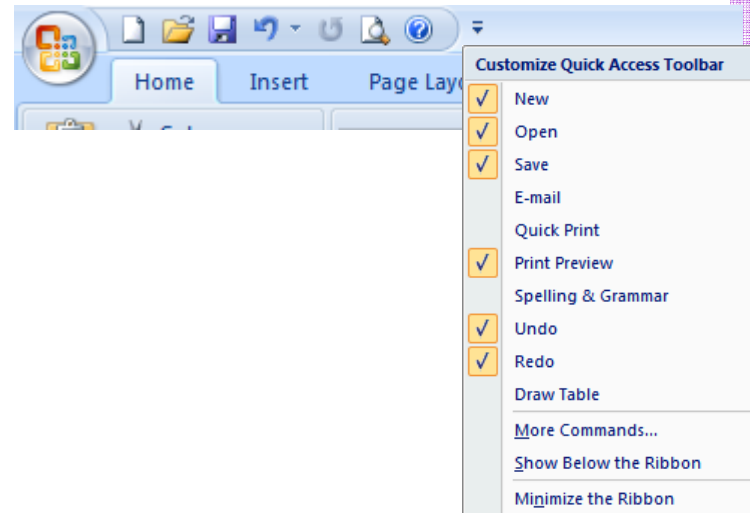 Home Insert Page Lay
Customize Quick Access Toolbar
New
Open
Save
E-mail
Quick Print
Print Preview
Spelling & Grammar
Undo
Redo
Draw Table
More Commands...
Show Below the Ribbon
Minimize the Ribbon